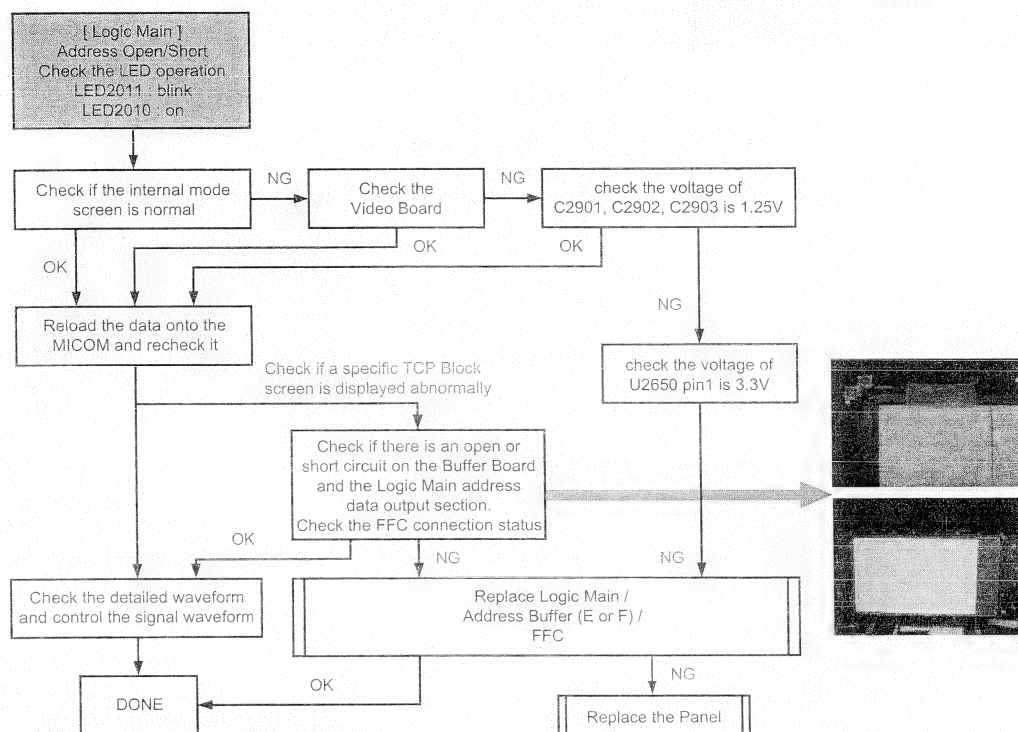 [ Logic Main ]
Address Open/Short
Check the LED operation
LED2011 : blink
LED2010 : on
Check if the internal mode
screen is normal
NG
Check the
Video Board
NG
check the voltage of
C2901, C2902, C2903 is 1.25V
OK
OK
OK
NG
Reload the data onto the
MICOM and recheck it
Check if a specific TCP Block
screen is displayed abnormally
check the voltage of
U2650 pin1 is 3.3V
Check if there is an open or
short circuit on the Buffer Board
and the Logic Main address
data output section.
Check the FFC connection status
OK
NG
NG
Check the detailed waveform
and control the signal waveform
Replace Logic Main /
Address Buffer (E or F) /
FFC
OK
NG
DONE
Replace the Panel